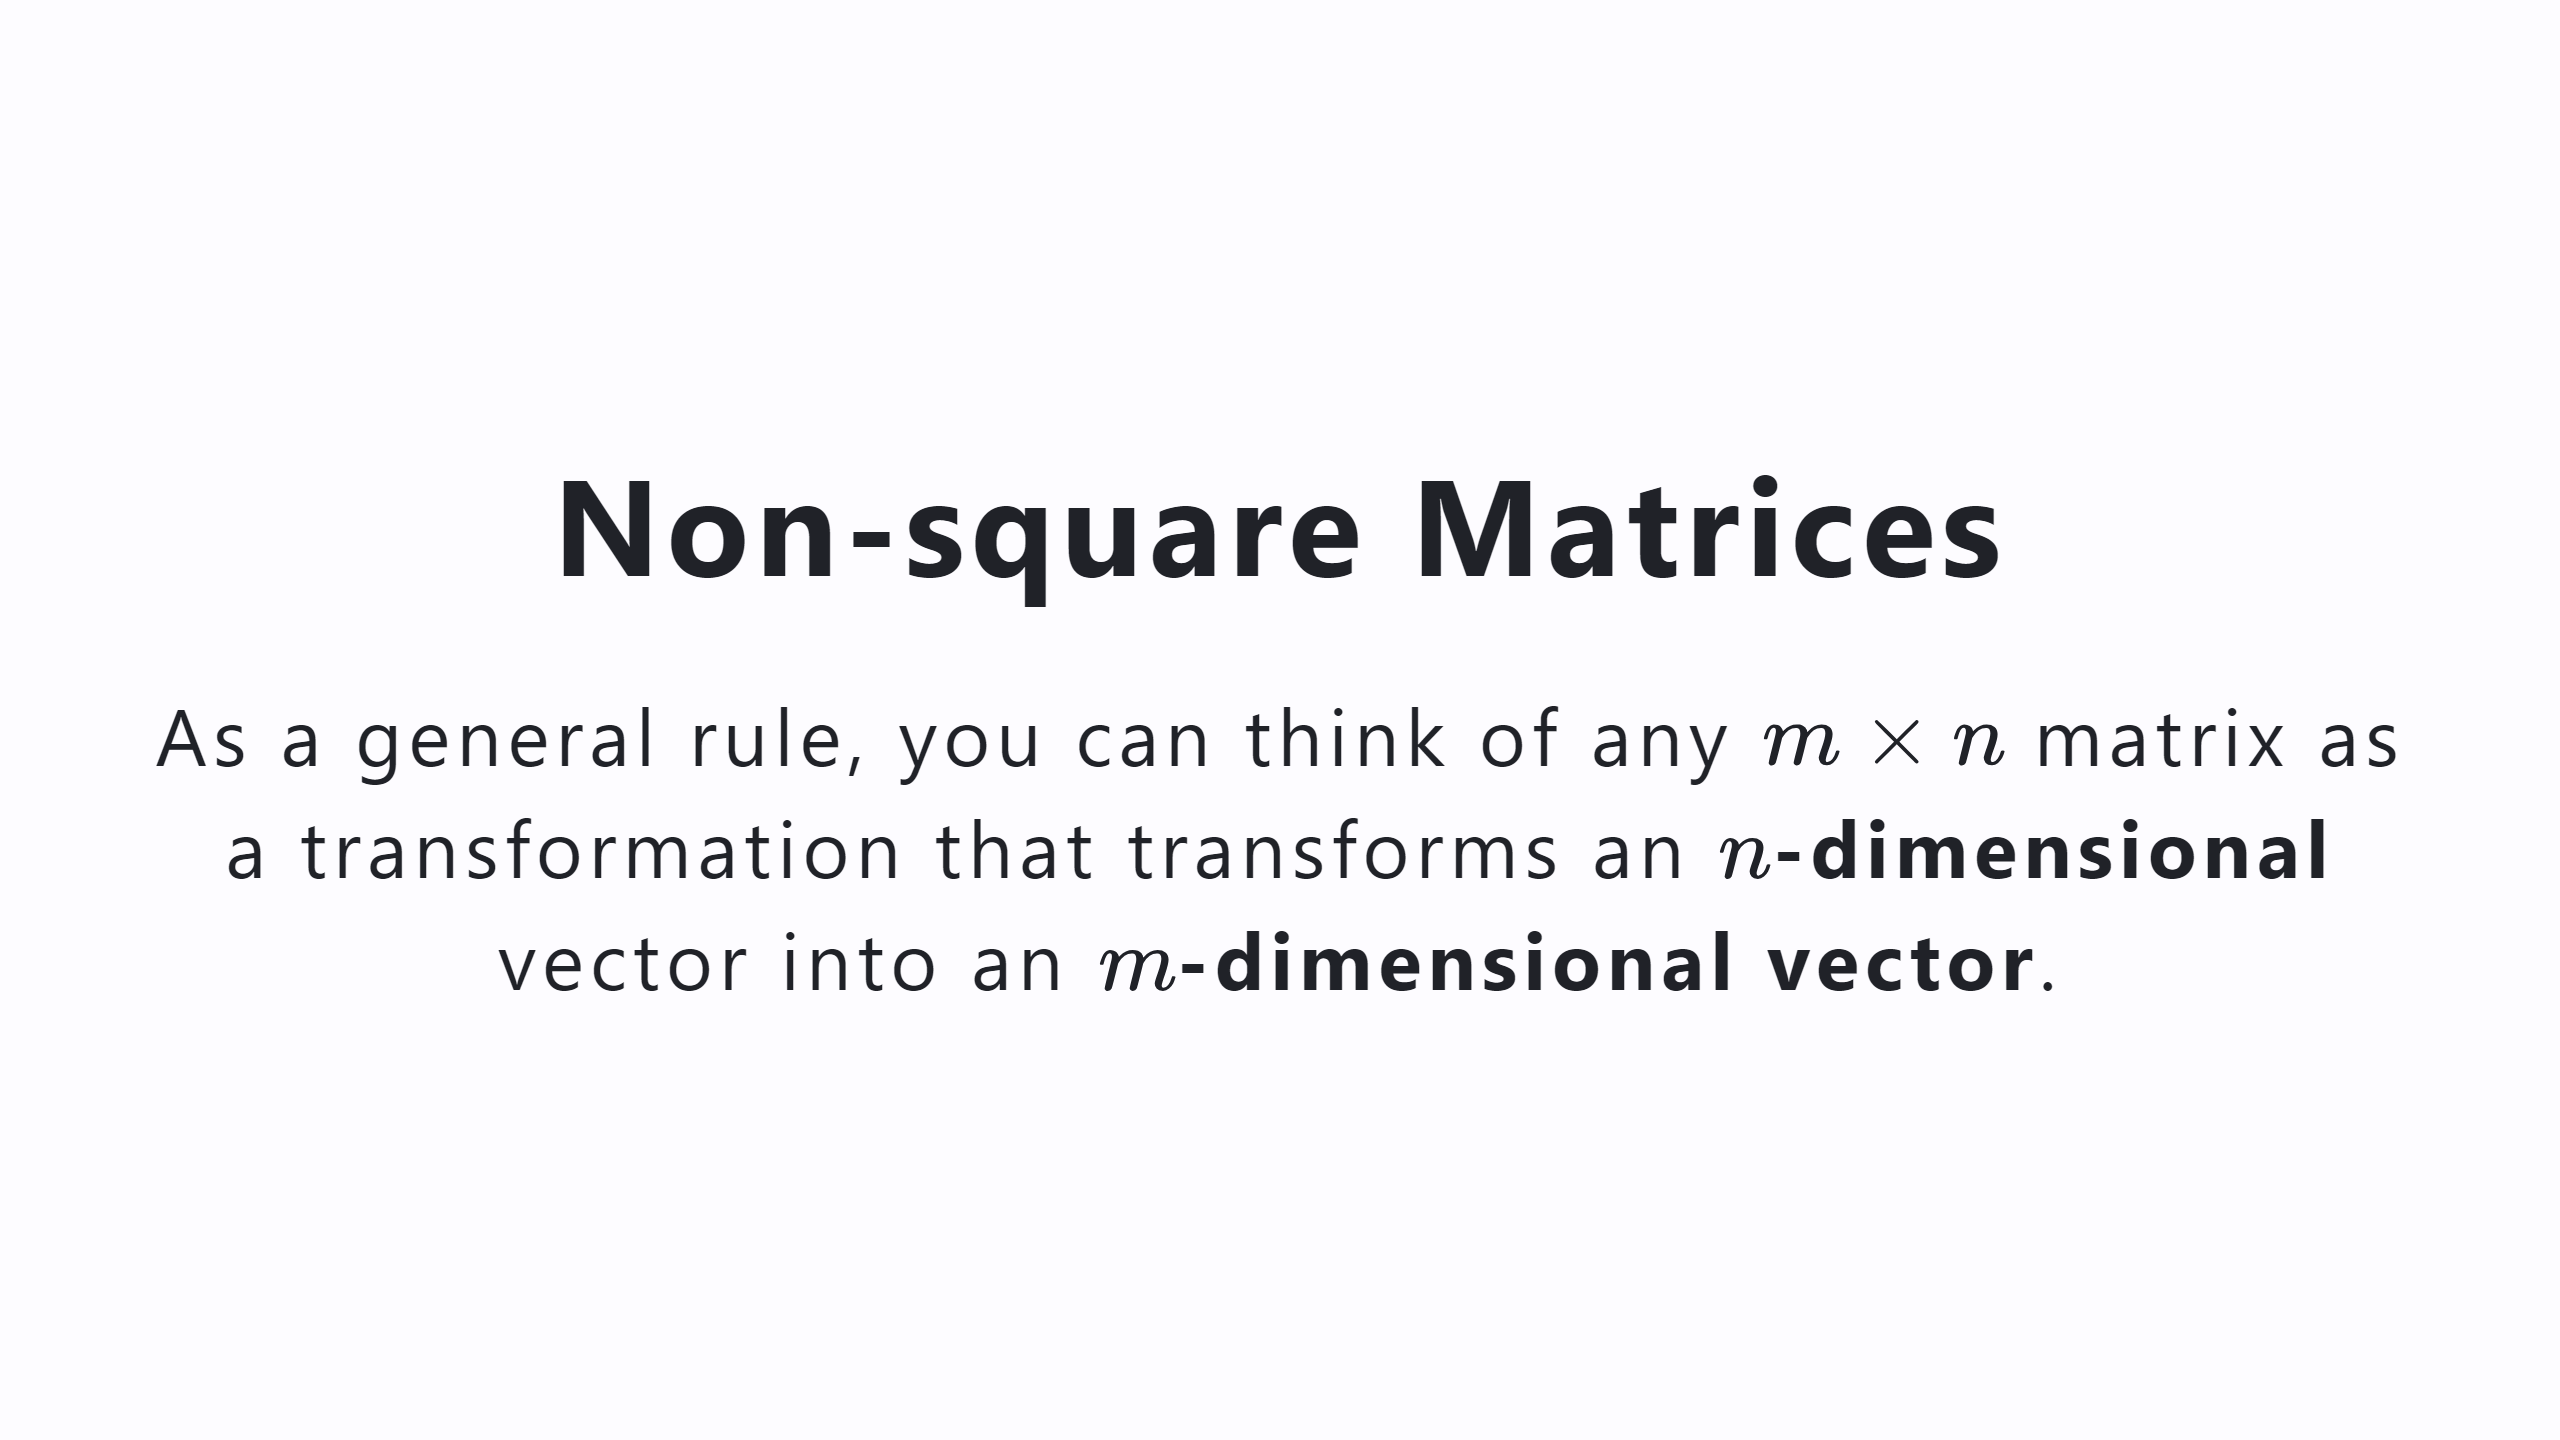 Non-square Matrices
As a general rule, you can think of any m × n matrix as
a transformation that transforms an n-dimensional
vector into an m-dimensional vector.